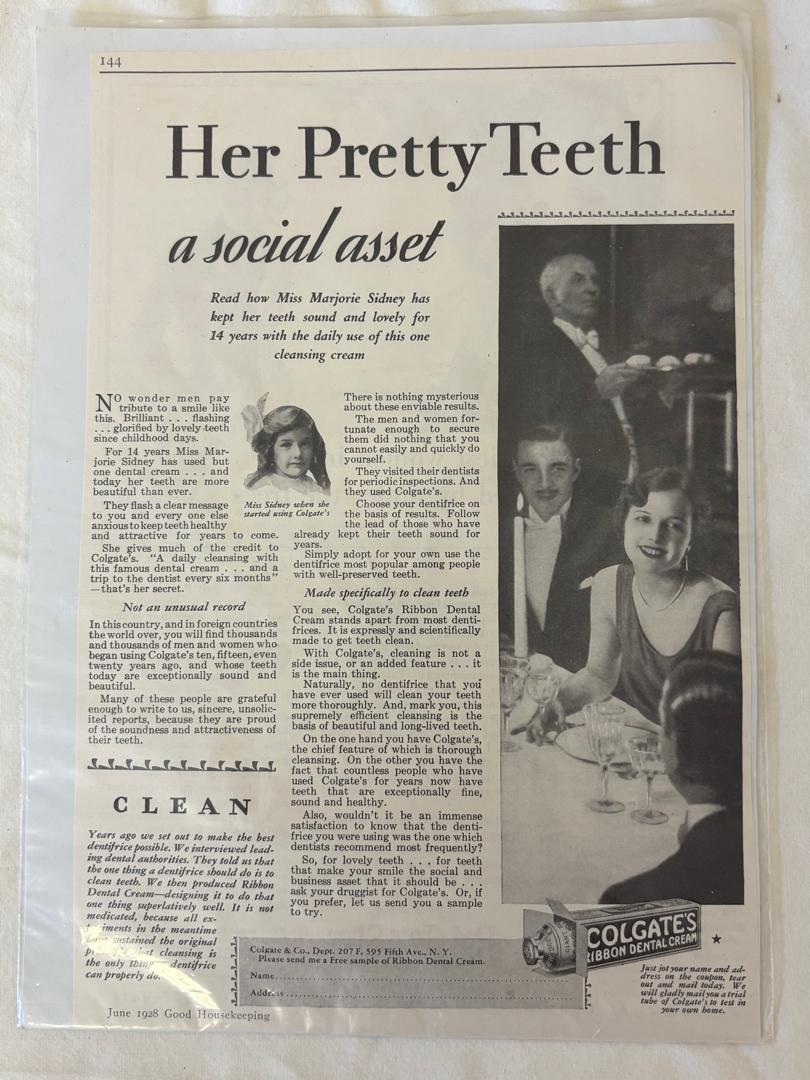 144
Her Pretty Teeth
a social asset
Read how Miss Marjorie Sidney has
kept her teeth sound and lovely for
14 years with the daily use of this one
cleansing cream
NO wonder men pay
tribute to a smile like
this. Brilliant . . . flashing
. . . glorified by lovely teeth
since childhood days.
For 14 years Miss Mar-
jorie Sidney has used but
one dental cream . . . and
today her teeth are more
beautiful than ever.
They flash a clear message
to you and every one else
anxious to keep teeth healthy
and attractive for years to come.
She gives much of the credit to
Colgate's. "A daily cleansing with
this famous dental cream . . . and a
trip to the dentist every six months"
—that's her secret.
Not an unusual record
In this country, and in foreign countries
the world over, you will find thousands
and thousands of men and women who
began using Colgate's ten, fifteen, even
twenty years ago, and whose teeth
today are exceptionally sound and
beautiful.
Many of these people are grateful
enough to write to us, sincere, unsolic-
ited reports, because they are proud
of the soundness and attractiveness of
their teeth.
Miss Sidney when she
started using Colgate's
CLEAN
Years ago we set out to make the best
dentifrice possible. We interviewed lead-
ing dental authorities. They told us that
the one thing a dentifrice should do is to
clean teeth. We then produced Ribbon
Dental Cream—designing it to do that
one thing superlatively well. It is not
medicated, because all ex-
iments in the meantime
sustained the original
that cleansing is
the only thing dentifrice
can properly do.
There is nothing mysterious
about these enviable results.
The men and women for-
tunate enough to secure
them did nothing that you
cannot easily and quickly do
yourself.
They visited their dentists
for periodic inspections. And
they used Colgate's.
Choose your dentifrice on
the basis of results. Follow
the lead of those who have
already kept their teeth sound for
years.
Simply adopt for your own use the
dentifrice most popular among people
with well-preserved teeth.
Made specifically to clean teeth
You see, Colgate's Ribbon Dental
Cream stands apart from most denti-
frices. It is expressly and scientifically
made to get teeth clean.
With Colgate's, cleaning is not a
side issue, or an added feature . . . it
is the main thing.
Naturally, no dentifrice that you
have ever used will clean your teeth
more thoroughly. And, mark you, this
supremely efficient cleansing is the
basis of beautiful and long-lived teeth.
On the one hand you have Colgate's,
the chief feature of which is thorough
cleansing. On the other you have the
fact that countless people who have
used Colgate's for years now have
teeth that are exceptionally fine,
sound and healthy.
Also, wouldn't it be an immense
satisfaction to know that the denti-
frice you were using was the one which
dentists recommend most frequently?
So, for lovely teeth . . . for teeth
that make your smile the social and
business asset that it should be . . .
ask your druggist for Colgate's. Or, if
you prefer, let us send you a sample
to try.
Colgate & Co., Dept. 207 F, 595 Fifth Ave., N. Y.
Please send me a Free sample of Ribbon Dental Cream.
Name
Address
COLGATE'S
RIBBON DENTAL CREAM
Just jot your name and ad-
dress on the coupon, tear
out and mail today. We
will gladly mail you a trial
tube of Colgate's to test in
your own home.
June 1928 Good Housekeeping